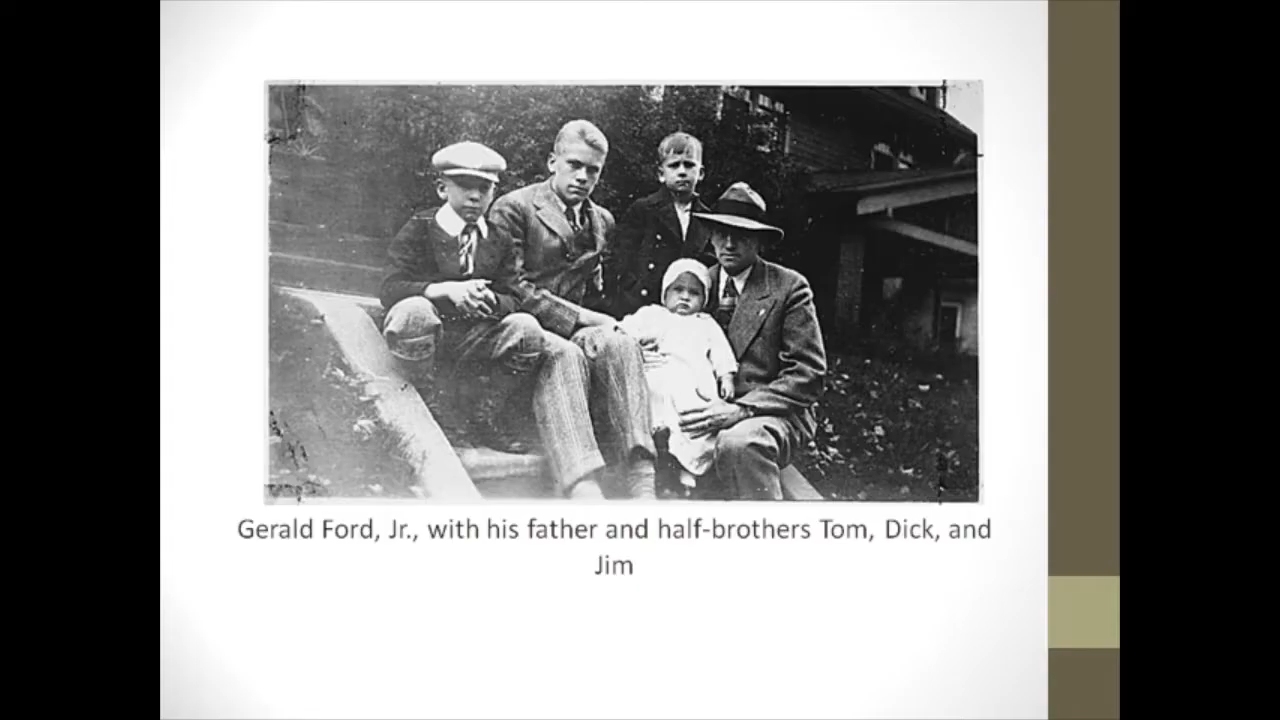 Gerald Ford, Jr., with his father and half-brothers Tom, Dick, and
Jim